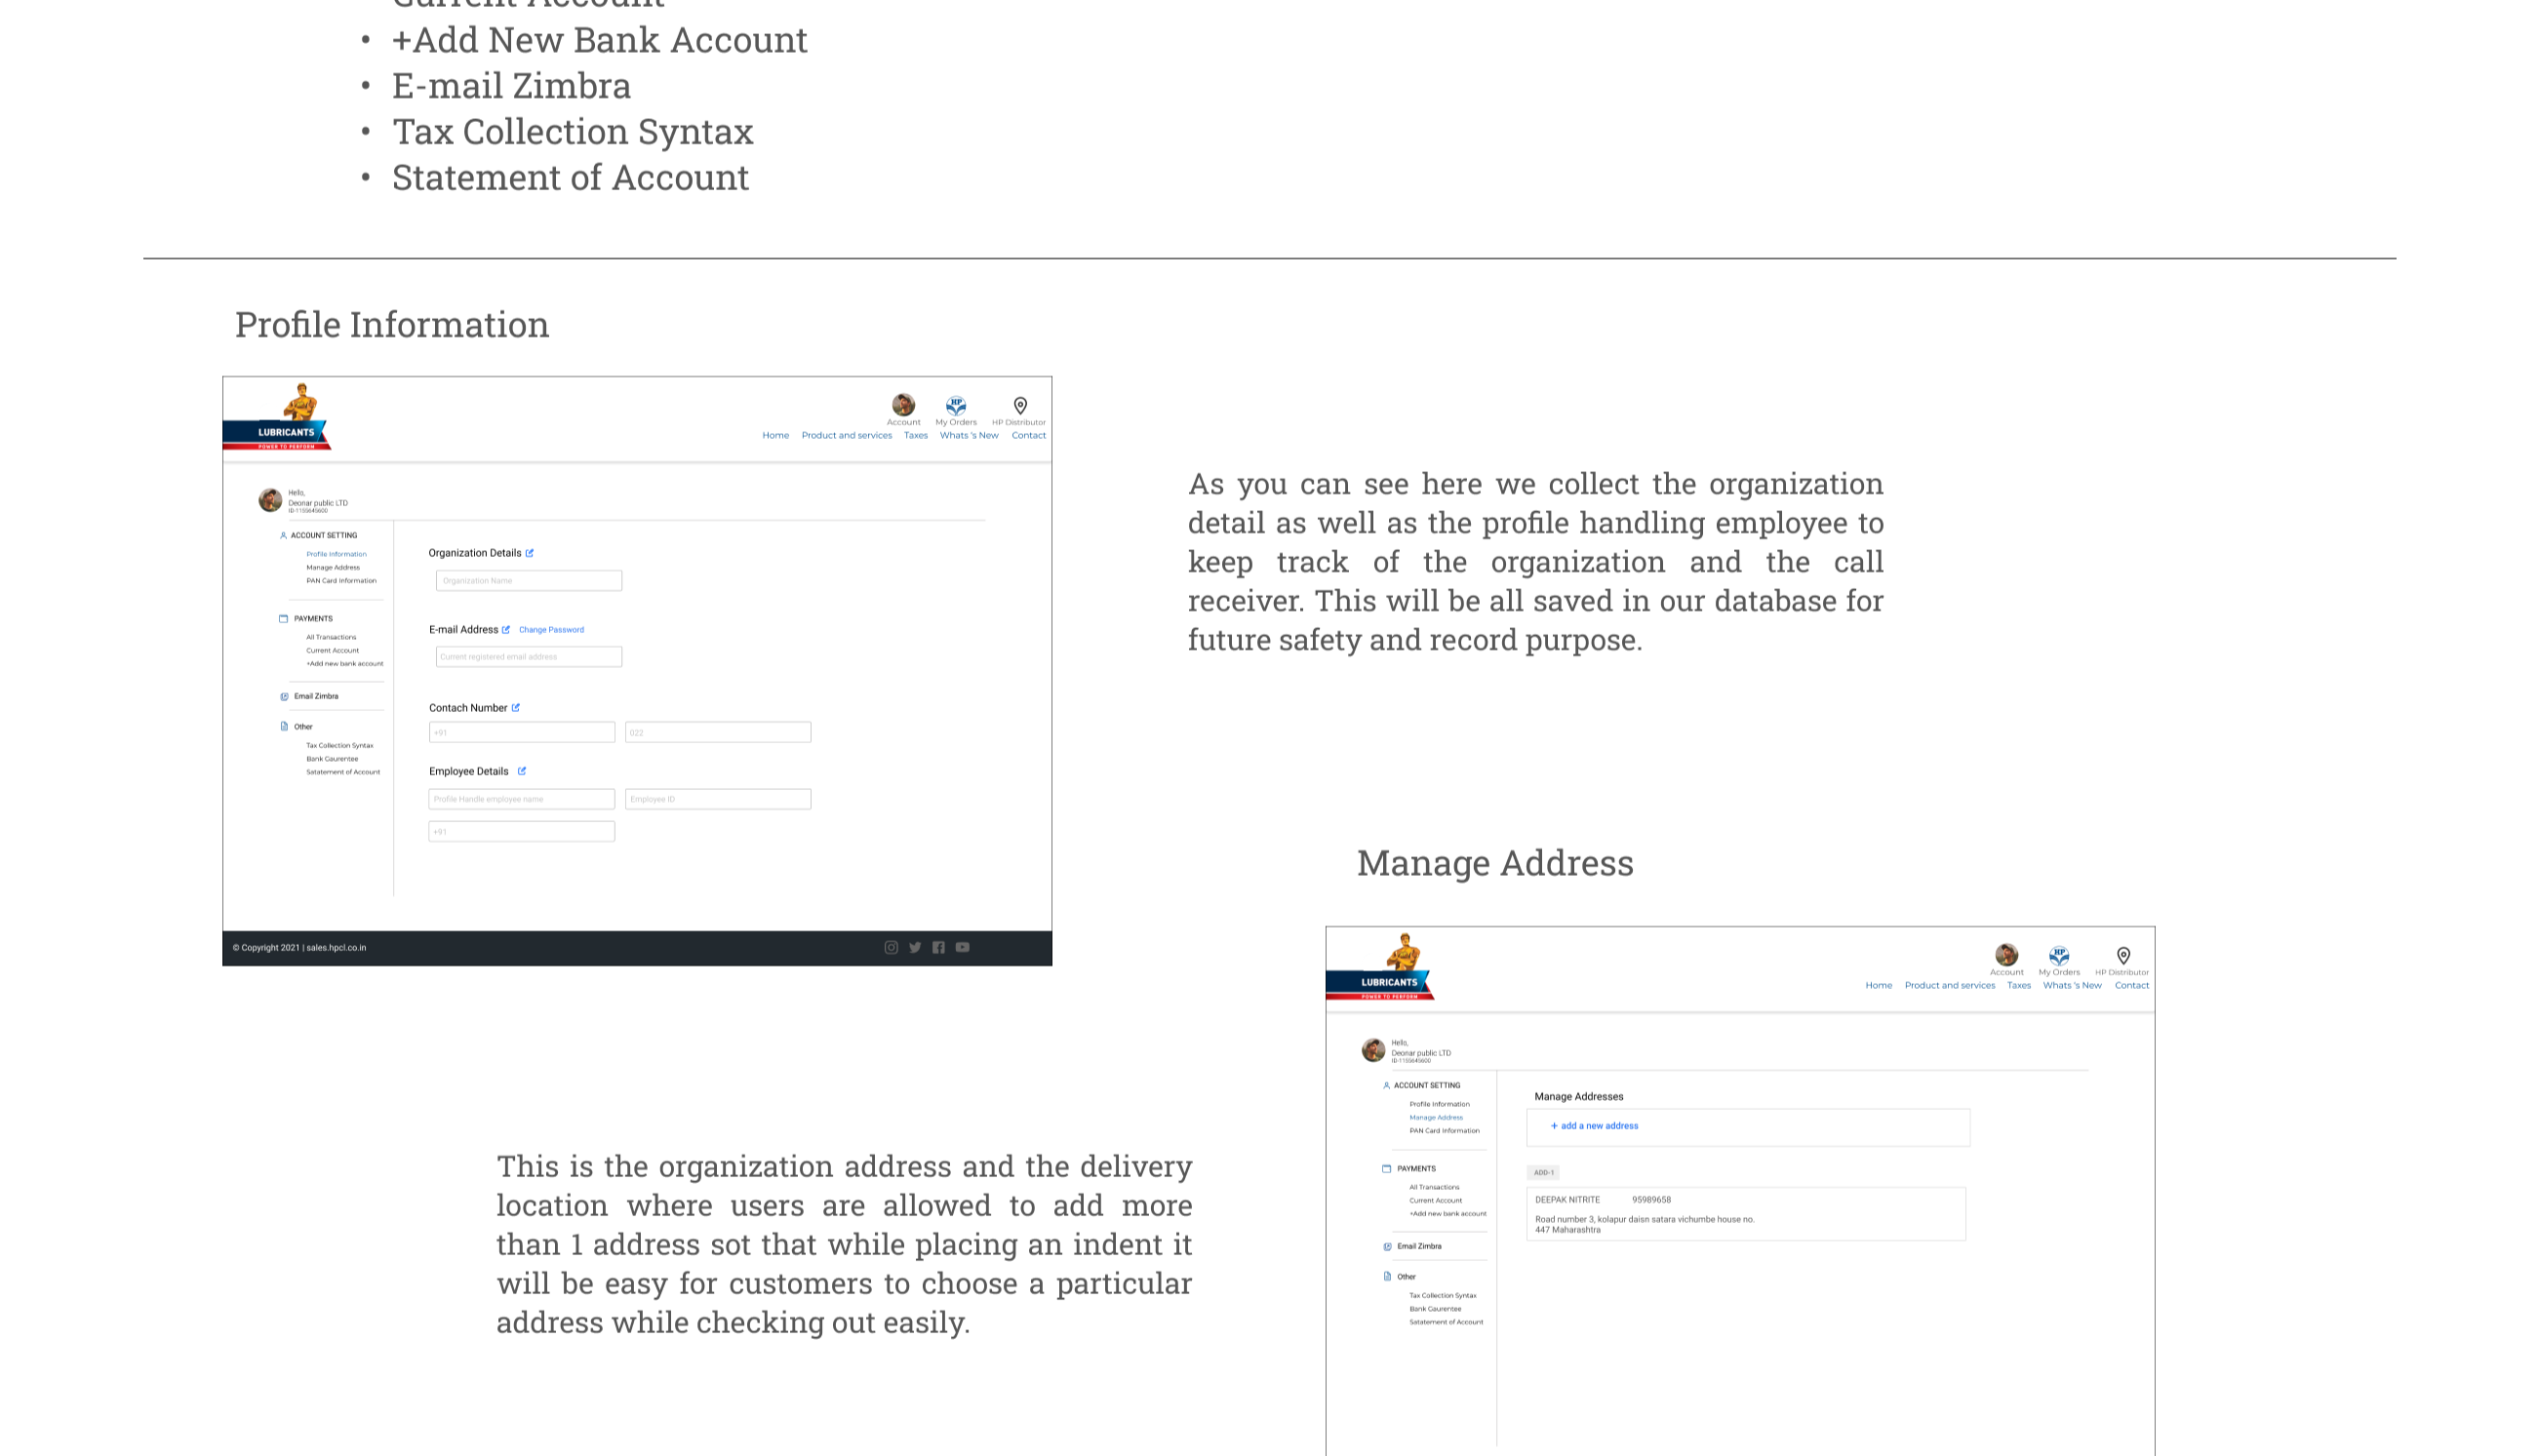 Current Account
• +Add New Bank Account
• E-mail Zimbra
• Tax Collection Syntax
• Statement of Account
Profile Information
LUBRICANTS
POWER TO PERFORM
HP
Account My Orders HP Distributor
Home Product and services Taxes Whats 's New Contact
Hello,
Deonar public LTD
ID-1155645600
ACCOUNT SETTING
Profile Information
Manage Address
PAN Card Information
PAYMENTS
All Transactions
Current Account
+Add new bank account
Email Zimbra
Other
Tax Collection Syntax
Bank Gaurentee
Satatement of Account
Organization Details
Organization Name
E-mail Address Change Password
Current registered email address
Contach Number
+91 022
Employee Details
Profile Handle employee name Employee ID
+91
© Copyright 2021 | sales.hpcl.co.in
As you can see here we collect the organization
detail as well as the profile handling employee to
keep track of the organization and the call
receiver. This will be all saved in our database for
future safety and record purpose.
Manage Address
LUBRICANTS
POWER TO PERFORM
HP
Account My Orders HP Distributor
Home Product and services Taxes Whats 's New Contact
Hello,
Deonar public LTD
ID-1155645600
ACCOUNT SETTING
Profile Information
Manage Address
PAN Card Information
PAYMENTS
All Transactions
Current Account
+Add new bank account
Email Zimbra
Other
Tax Collection Syntax
Bank Gaurentee
Satatement of Account
Manage Addresses
+ add a new address
ADD-1
DEEPAK NITRITE 95989658
Road number 3, kolapur daisn satara vichumbe house no.
447 Maharashtra
This is the organization address and the delivery
location where users are allowed to add more
than 1 address sot that while placing an indent it
will be easy for customers to choose a particular
address while checking out easily.